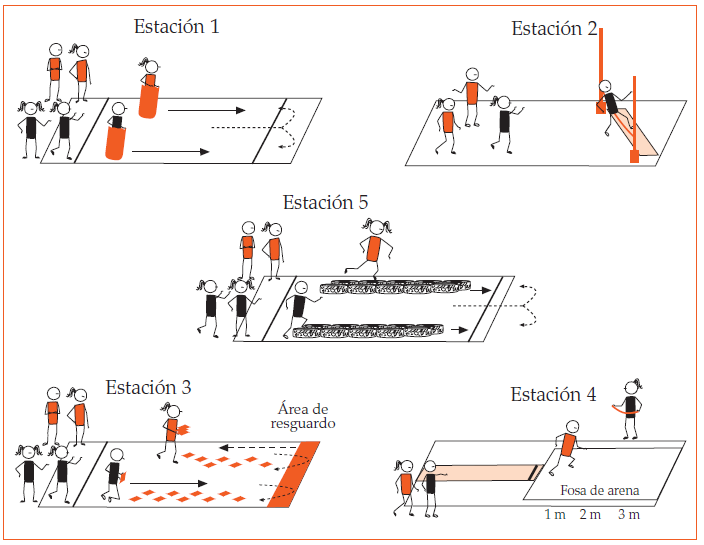 Estación 1
Estación 2
Estación 5
Estación 3
Área de
resguardo
Estación 4
Fosa de arena
1 m 2 m 3 m